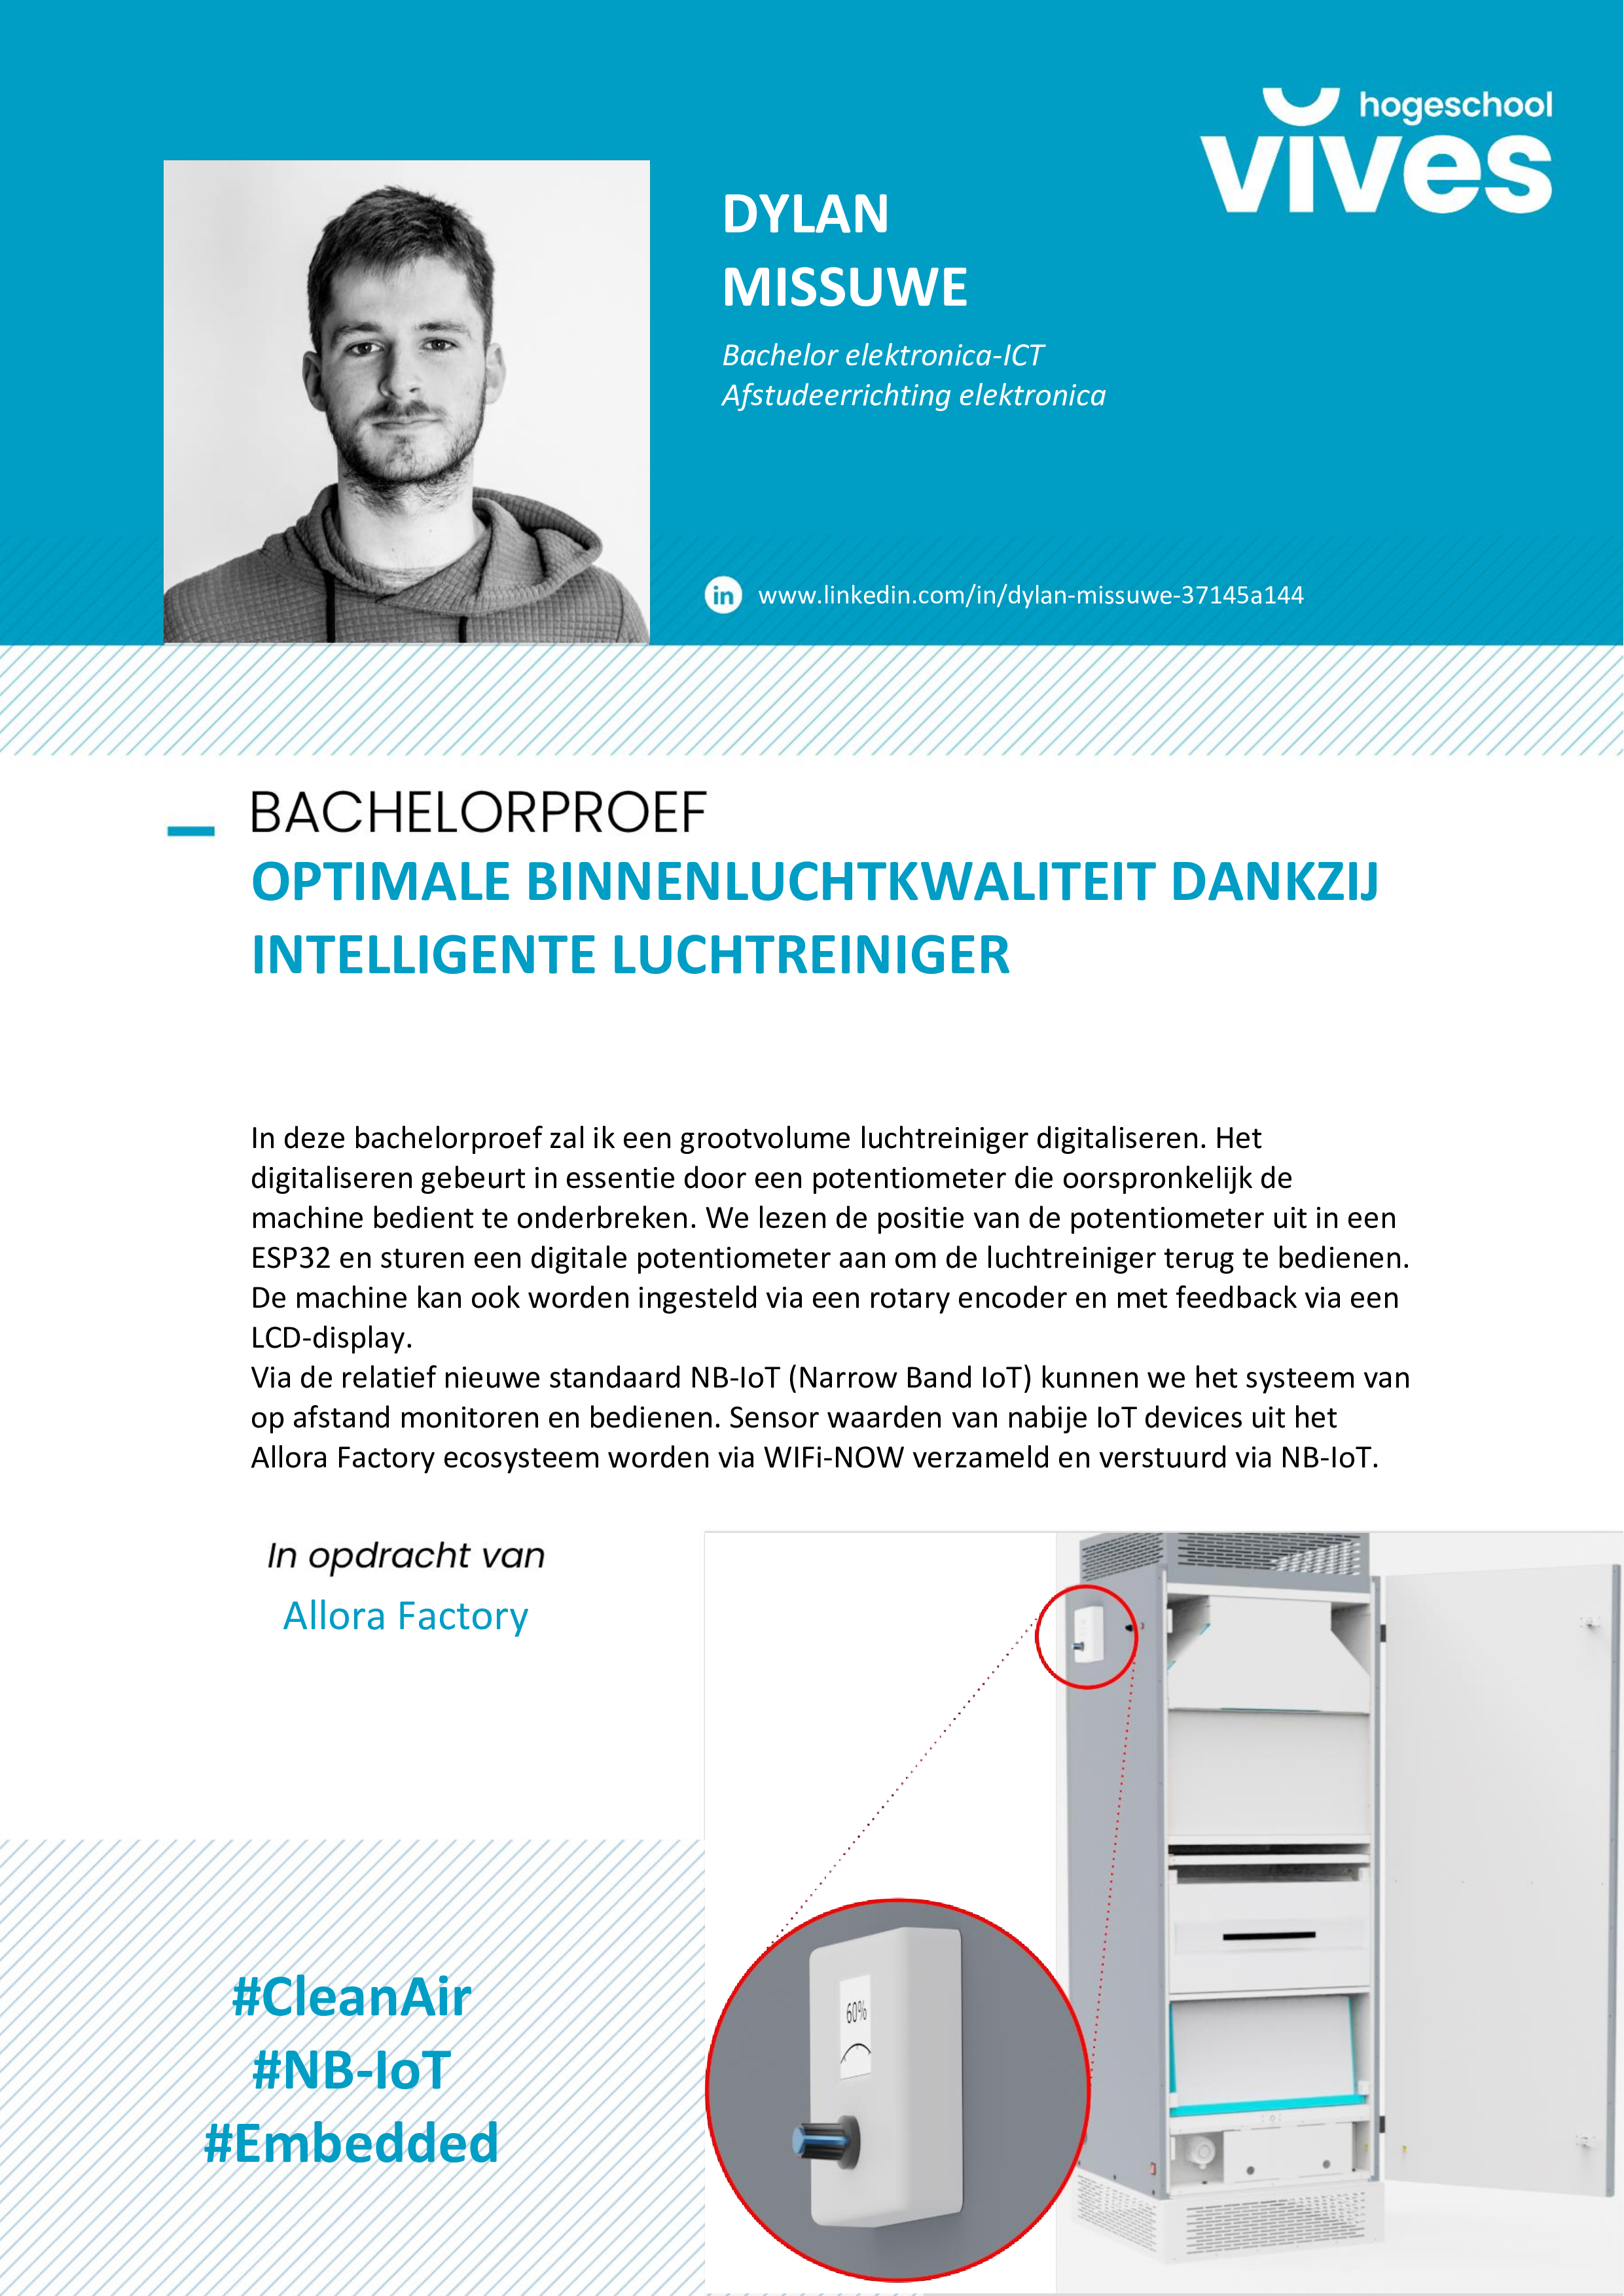 hogeschool
vives
DYLAN
MISSUWE
Bachelor elektronica-ICT
Afstudeerrichting elektronica
in www.linkedin.com/in/dylan-missuwe-37145a144
BACHELORPROEF
OPTIMALE BINNENLUCHTKWALITEIT DANKZIJ
INTELLIGENTE LUCHTREINIGER
In deze bachelorproef zal ik een grootvolume luchtreiniger digitaliseren. Het
digitaliseren gebeurt in essentie door een potentiometer die oorspronkelijk de
machine bedient te onderbreken. We lezen de positie van de potentiometer uit in een
ESP32 en sturen een digitale potentiometer aan om de luchtreiniger terug te bedienen.
De machine kan ook worden ingesteld via een rotary encoder en met feedback via een
LCD-display.
Via de relatief nieuwe standaard NB-IoT (Narrow Band IoT) kunnen we het systeem van
op afstand monitoren en bedienen. Sensor waarden van nabije IoT devices uit het
Allora Factory ecosysteem worden via WIFi-NOW verzameld en verstuurd via NB-IoT.
In opdracht van
Allora Factory
60%
#CleanAir
#NB-IoT
#Embedded